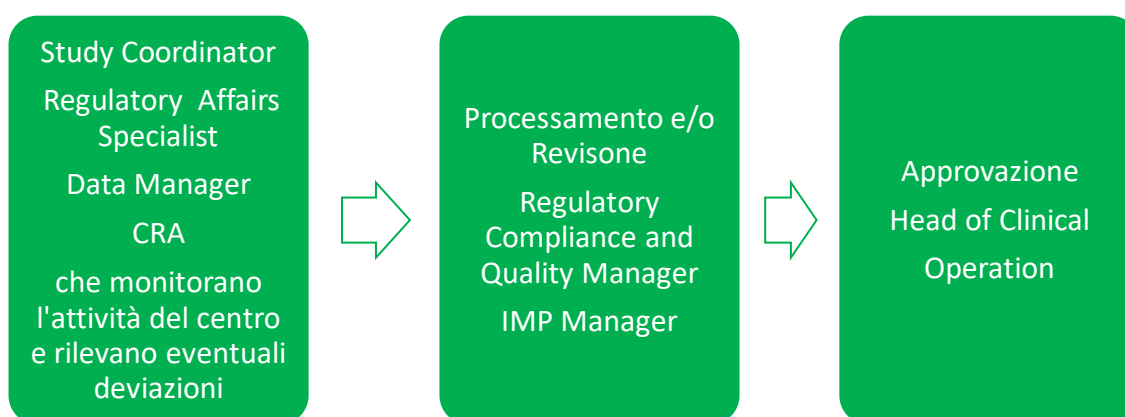 Study Coordinator
Regulatory Affairs
Specialist
Data Manager
CRA
che monitorano
l'attività del centro
e rilevano eventuali
deviazioni
Processamento e/o
Revisone
Regulatory
Compliance and
Quality Manager
IMP Manager
Approvazione
Head of Clinical
Operation